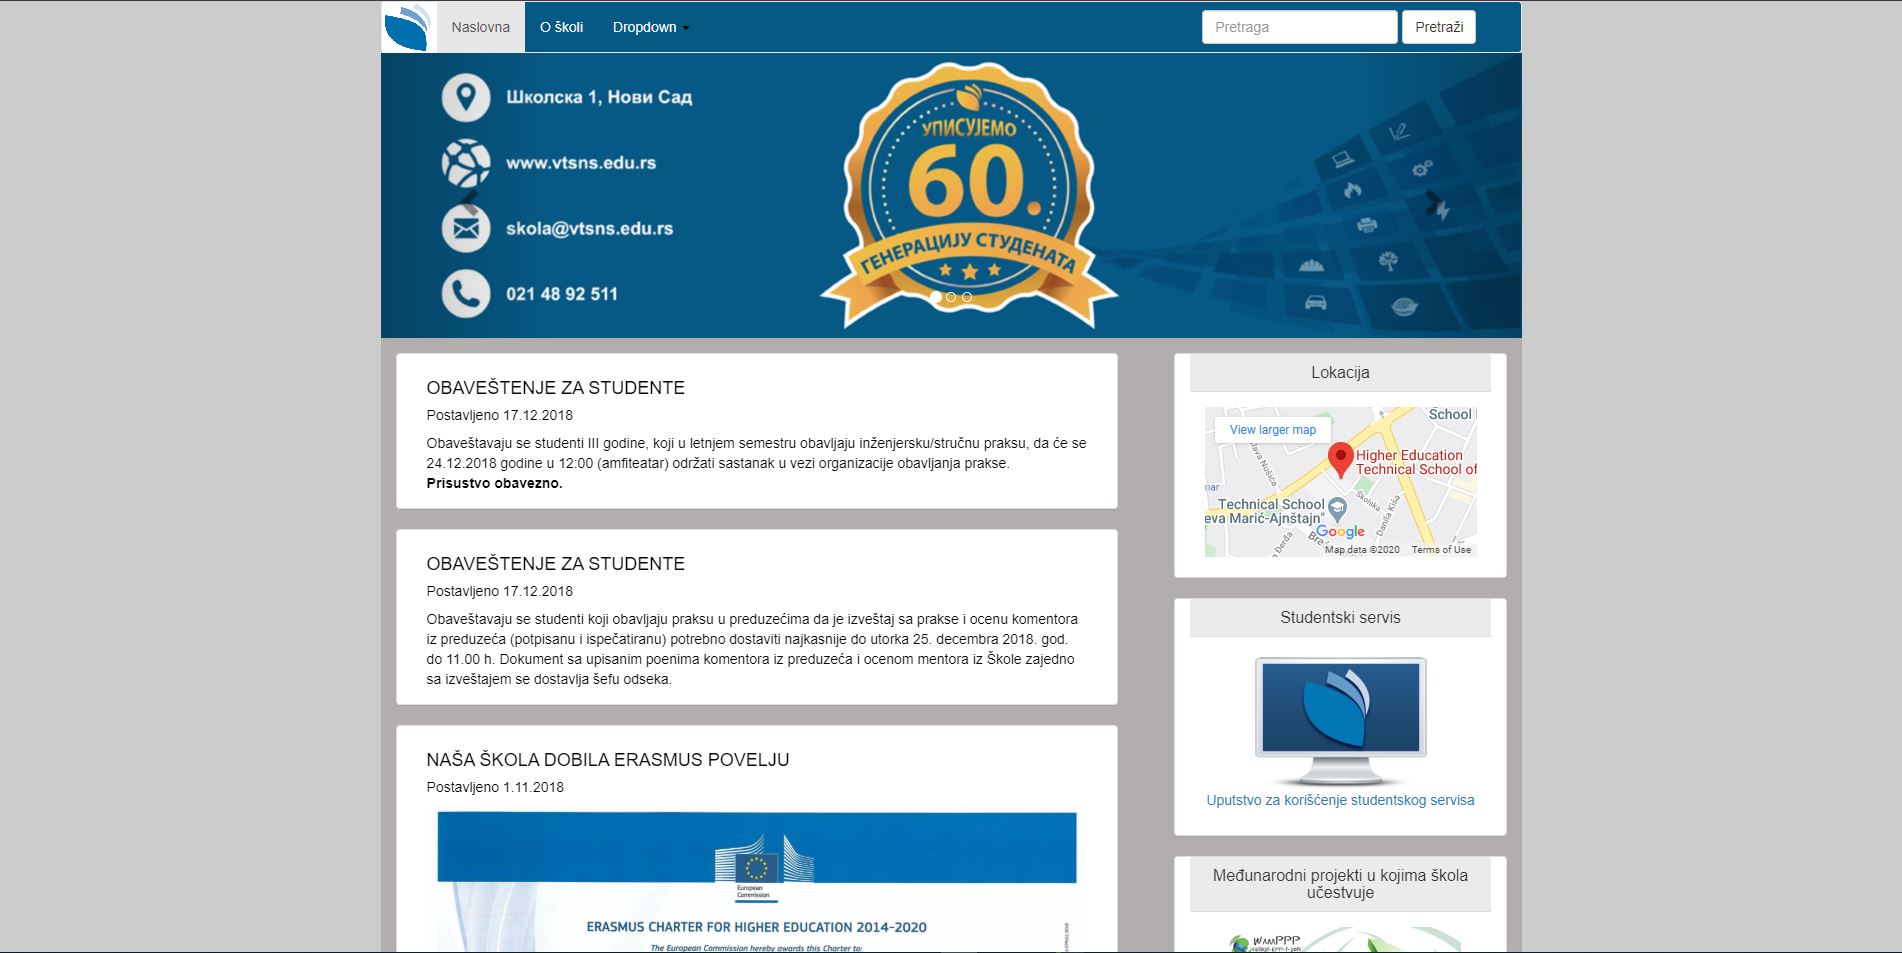 Naslovna
O školi
Dropdown
Pretraga
Pretraži
Школска 1, Нови Сад
www.vtsns.edu.rs
skola@vtsns.edu.rs
021 48 92 511
УПИСУЈЕМО
60.
ГЕНЕРАЦИЈУ СТУДЕНАТА
OBAVEŠTENJE ZA STUDENTE
Postavljeno 17.12.2018
Obaveštavaju se studenti III godine, koji u letnjem semestru obavljaju inženjersku/stručnu praksu, da će se
24.12.2018 godine u 12:00 (amfiteatar) održati sastanak u vezi organizacije obavljanja prakse.
Prisustvo obavezno.
OBAVEŠTENJE ZA STUDENTE
Postavljeno 17.12.2018
Obaveštavaju se studenti koji obavljaju praksu u preduzećima da je izveštaj sa prakse i ocenu komentora
iz preduzeća (potpisanu i ispečatiranu) potrebno dostaviti najkasnije do utorka 25. decembra 2018. god.
do 11.00 h. Dokument sa upisanim poenima komentora iz preduzeća i ocenom mentora iz Škole zajedno
sa izveštajem se dostavlja šefu odseka.
NAŠA ŠKOLA DOBILA ERASMUS POVELJU
Postavljeno 1.11.2018
European
Commission
ERASMUS CHARTER FOR HIGHER EDUCATION 2014-2020
The European Commission hereby awards this Charter to:
Lokacija
School
View larger map
Higher Education
Technical School of
Technical School
eva Marić-Ajnštajn"
Školska
Danila Kiša
Google
Map data ©2020
Terms of Use
Studentski servis
Uputstvo za korišćenje studentskog servisa
Međunarodni projekti u kojima škola
učestvuje
WamPPP